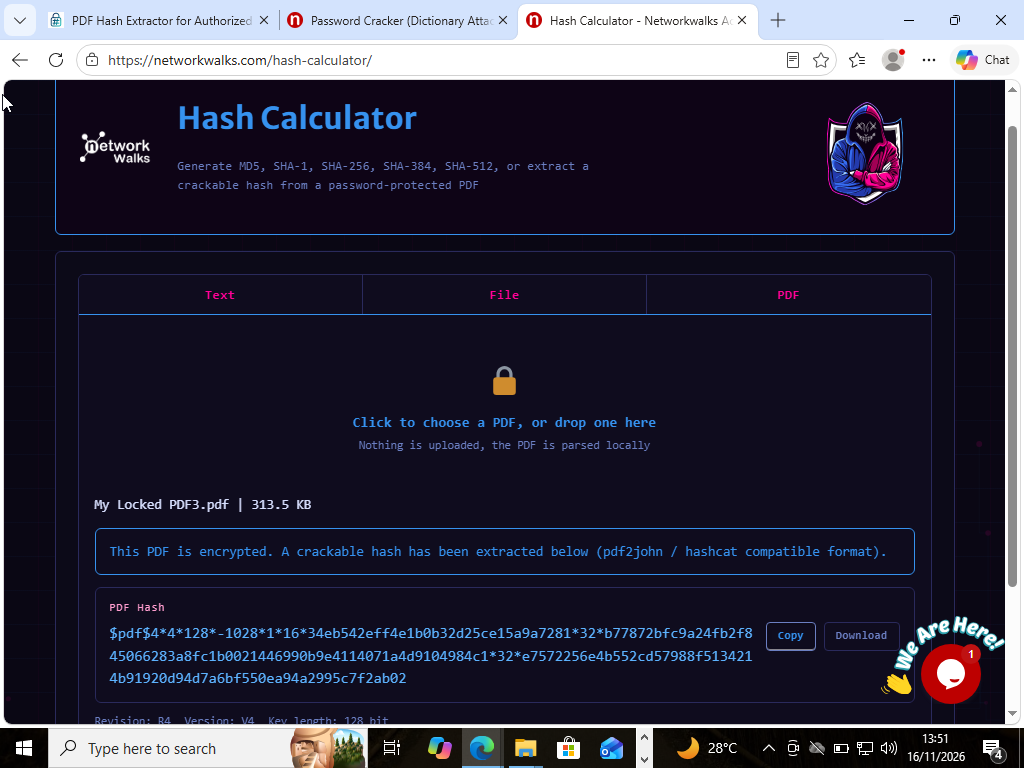 PDF Hash Extractor for Authorized
Password Cracker (Dictionary Atta
Hash Calculator - Networkwalks A
https://networkwalks.com/hash-calculator/
Chat
network
Walks
Hash Calculator
Generate MD5, SHA-1, SHA-256, SHA-384, SHA-512, or extract a
crackable hash from a password-protected PDF
Text
File
PDF
Click to choose a PDF, or drop one here
Nothing is uploaded, the PDF is parsed locally
My Locked PDF3.pdf | 313.5 KB
This PDF is encrypted. A crackable hash has been extracted below (pdf2john / hashcat compatible format).
PDF Hash
$pdf$4*4*128*-1028*1*16*34eb542eff4e1b0b32d25ce15a9a7281*32*b77872bfc9a24fb2f8
45066283a8fc1b0021446990b9e4114071a4d9104984c1*32*e7572256e4b552cd57988f513421
4b91920d94d7a6bf550ea94a2995c7f2ab02
Copy
Download
We Are Here!
1
Revision: R4 Version: V4 Key length: 128 bit
Type here to search
28°C
13:51
16/11/2026
4